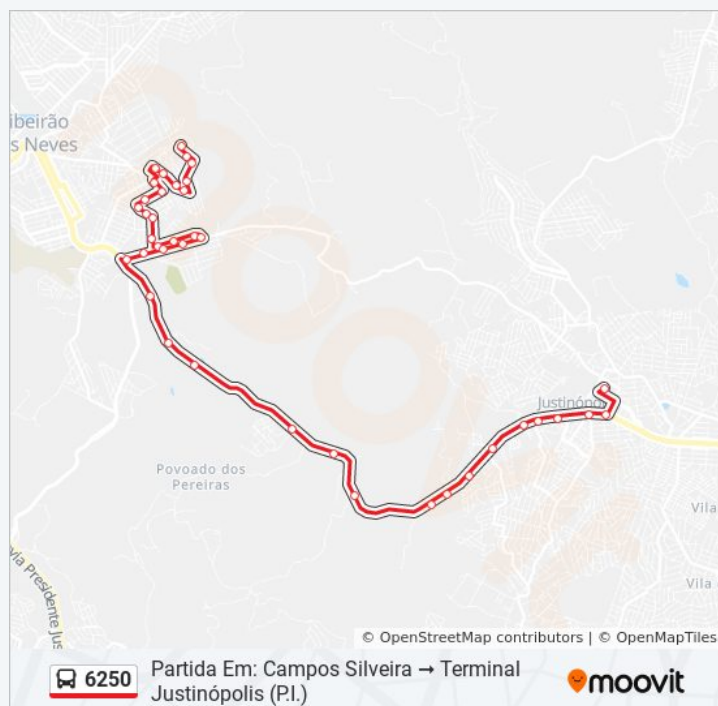 ibeirão
s Neves
Justinópo
Povoado dos
Pereiras
Vila
Vila
via Presidente Jus
© OpenStreetMap contributors | © OpenMapTiles
6250
Partida Em: Campos Silveira → Terminal
Justinópolis (P.I.)
moovit